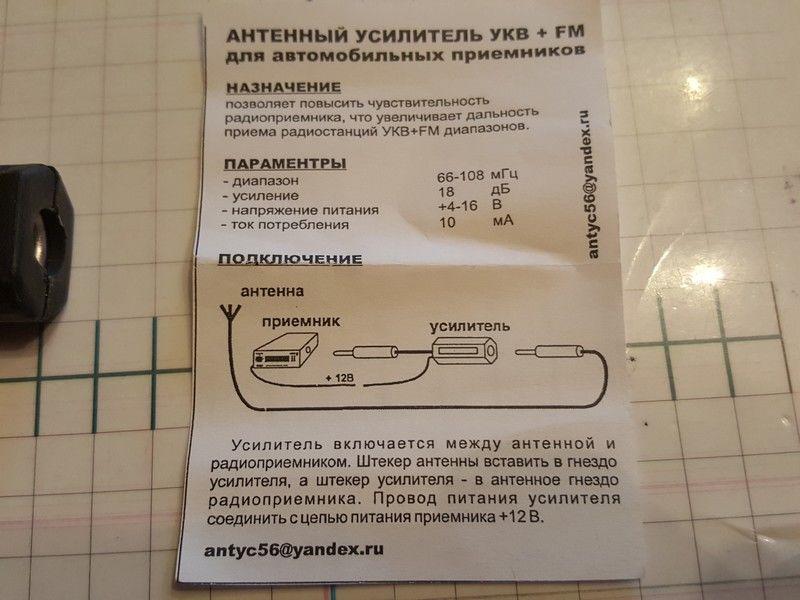 АНТЕННЫЙ УСИЛИТЕЛЬ УКВ + FM
для автомобильных приемников
НАЗНАЧЕНИЕ
позволяет повысить чувствительность
радиоприемника, что увеличивает дальность
приема радиостанций УКВ+FM диапазонов.
ПАРАМЕНТРЫ
- диапазон 66-108 мГц
- усиление 18 дБ
- напряжение питания +4-16 В
- ток потребления 10 мА
antyc56@yandex.ru
ПОДКЛЮЧЕНИЕ
антенна
приемник
усилитель
+ 12В
Усилитель включается между антенной и
радиоприемником. Штекер антенны вставить в гнездо
усилителя, а штекер усилителя - в антенное гнездо
радиоприемника. Провод питания усилителя
соединить с цепью питания приемника +12 В.
antyc56@yandex.ru